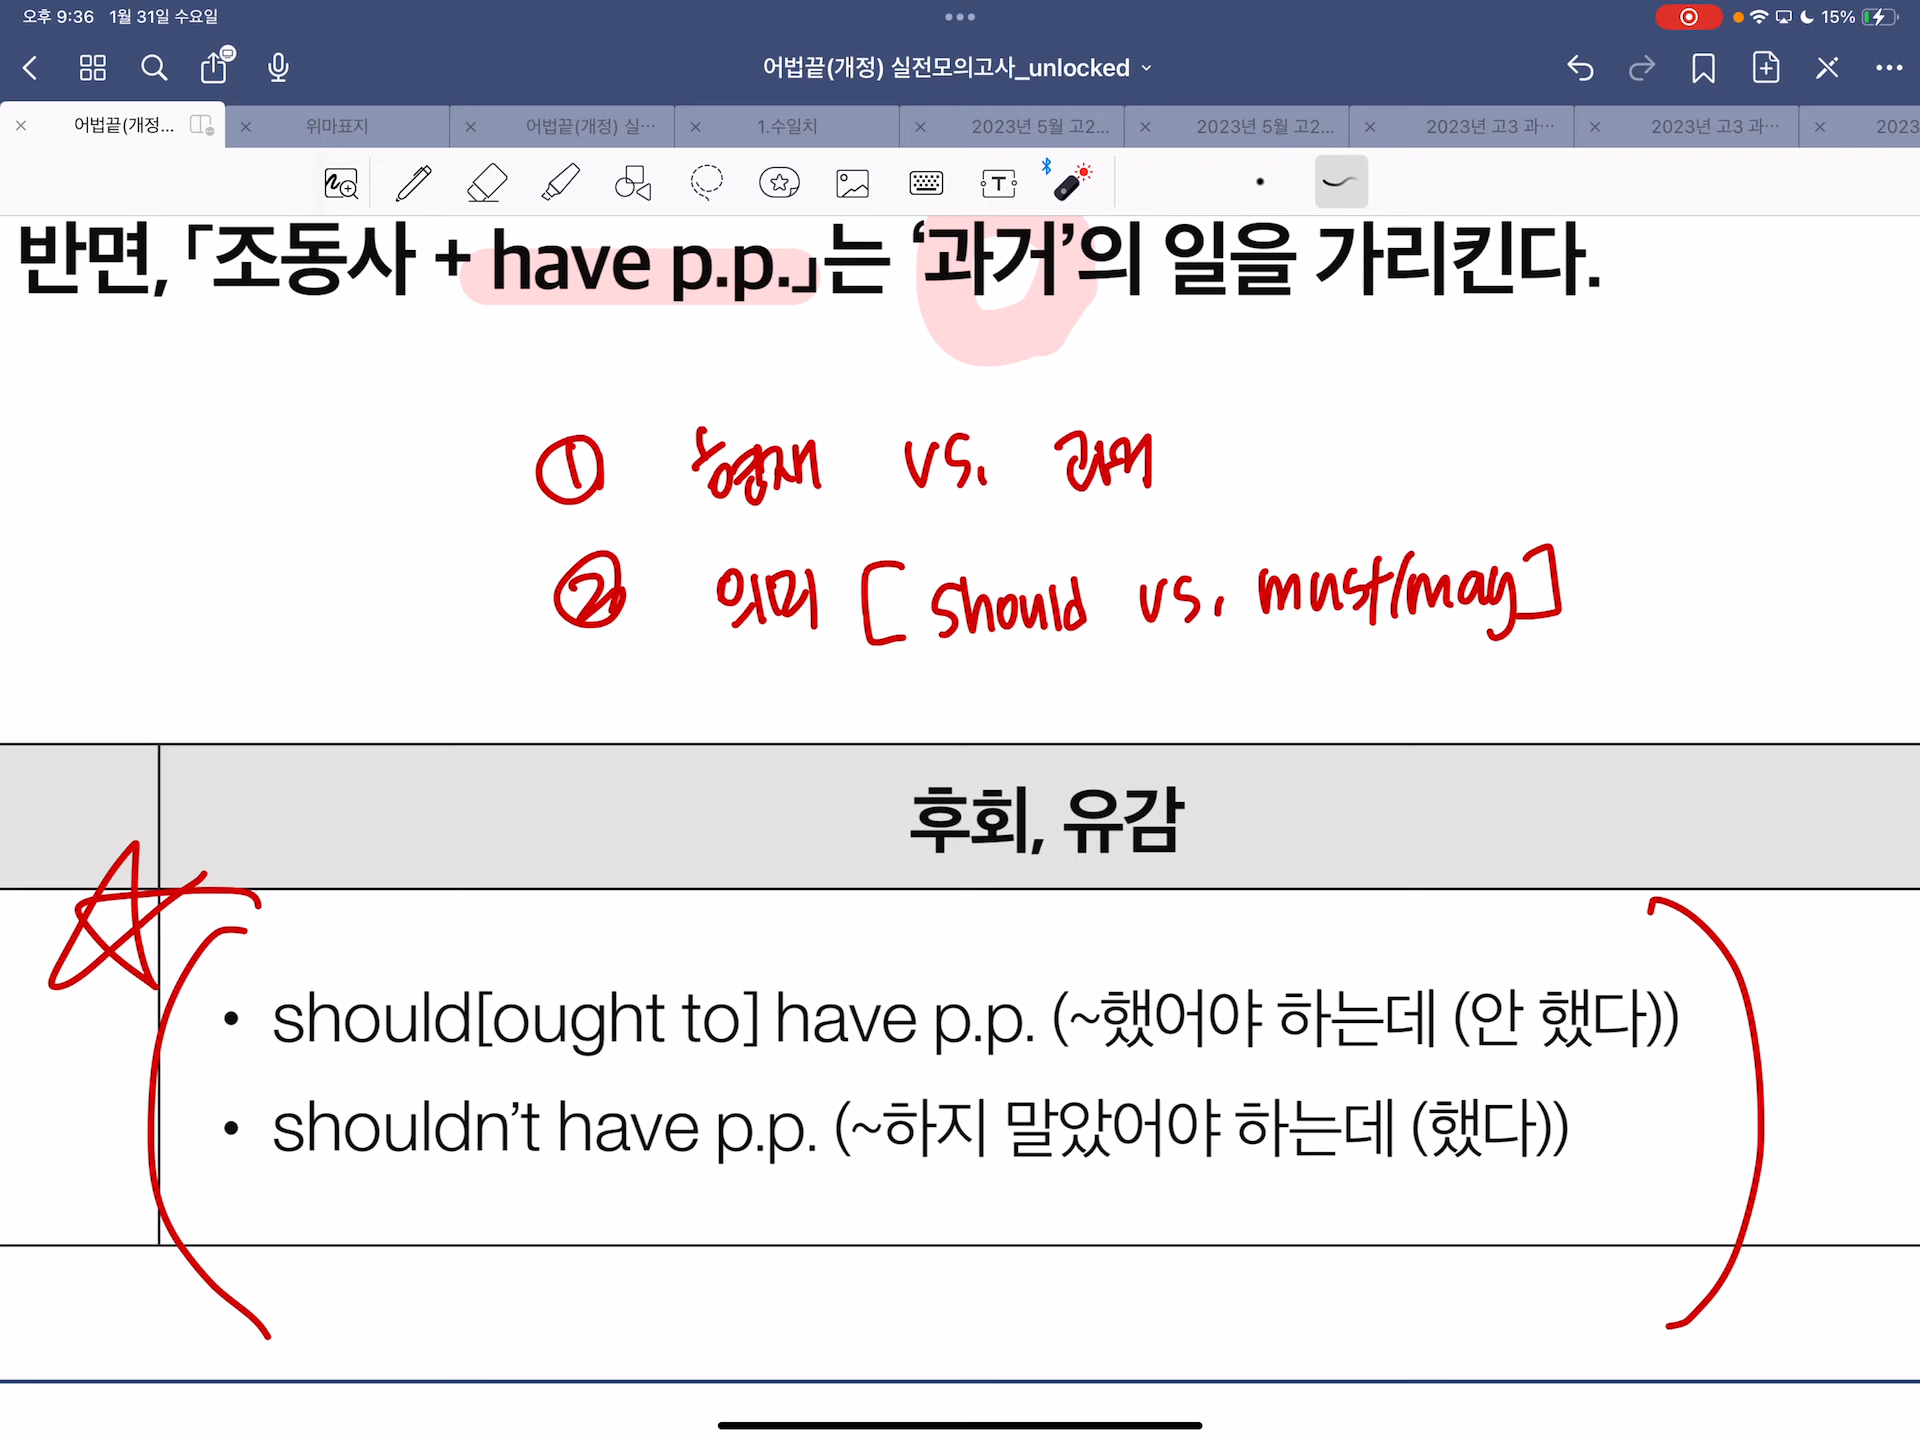 오후 9:36 1월 31일 수요일
15%
어법끝(개정) 실전모의고사_unlocked
어법끝(개정... 위마표지 어법끝(개정) 실... 1.수일치 2023년 5월 고2... 2023년 5월 고2... 2023년 고3 과... 2023년 고3 과... 2023
반면, 「조동사 + have p.p.」는 ‘과거’의 일을 가리킨다.
① 현재 vs. 과거
② 의미 [should vs. must/may]
후회, 유감
• should[ought to] have p.p. (~했어야 하는데 (안 했다))
• shouldn’t have p.p. (~하지 말았어야 하는데 (했다))